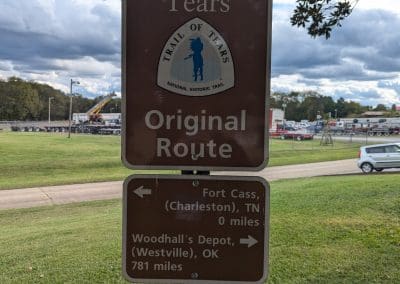 Tears
TRAIL OF TEARS
NATIONAL HISTORIC TRAIL
Original
Route
Fort Cass,
(Charleston), TN
0 miles
Woodhall's Depot,
(Westville), OK
781 miles